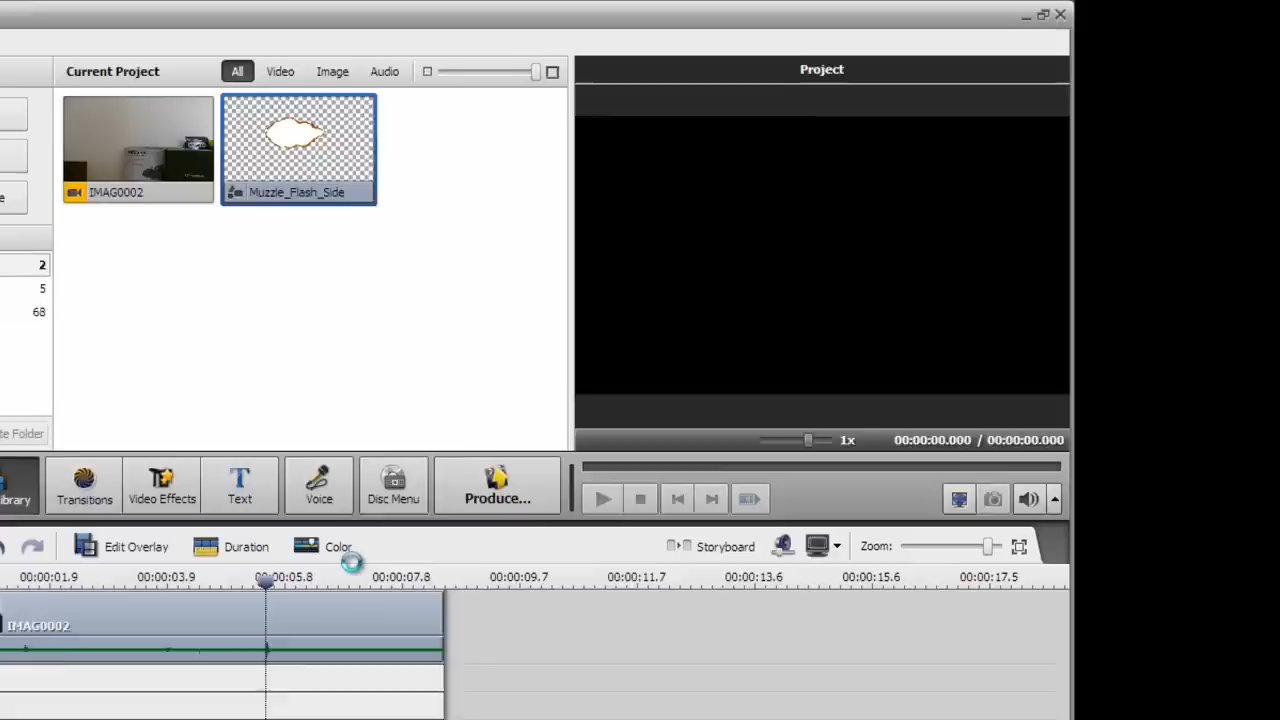 Current Project
All
Video
Image
Audio
Project
IMAG0002
Muzzle_Flash_Side
2
5
68
1x
00:00:00.000 / 00:00:00.000
Transitions
Video Effects
Text
Voice
Disc Menu
Produce...
Edit Overlay
Duration
Color
Storyboard
Zoom:
00:00:01.9
00:00:03.9
00:00:05.8
00:00:07.8
00:00:09.7
00:00:11.7
00:00:13.6
00:00:15.6
00:00:17.5
IMAG0002